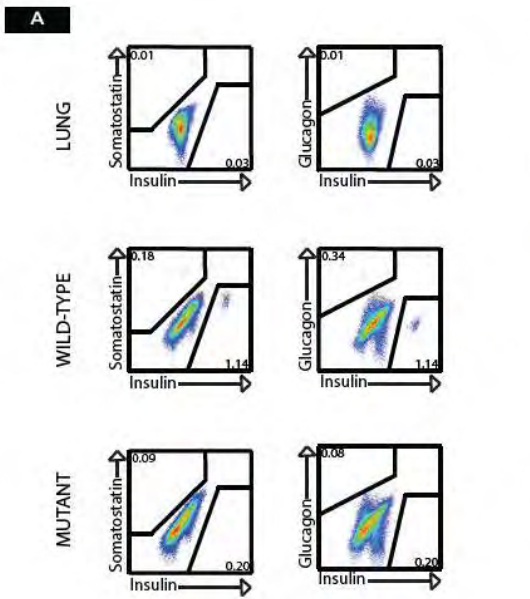 A
LUNG
0.01
Somatostatin
0.03
Insulin
0.01
Glucagon
0.03
Insulin
WILD-TYPE
0.18
Somatostatin
1.14
Insulin
0.34
Glucagon
1.14
Insulin
MUTANT
0.09
Somatostatin
0.20
Insulin
0.08
Glucagon
0.20
Insulin